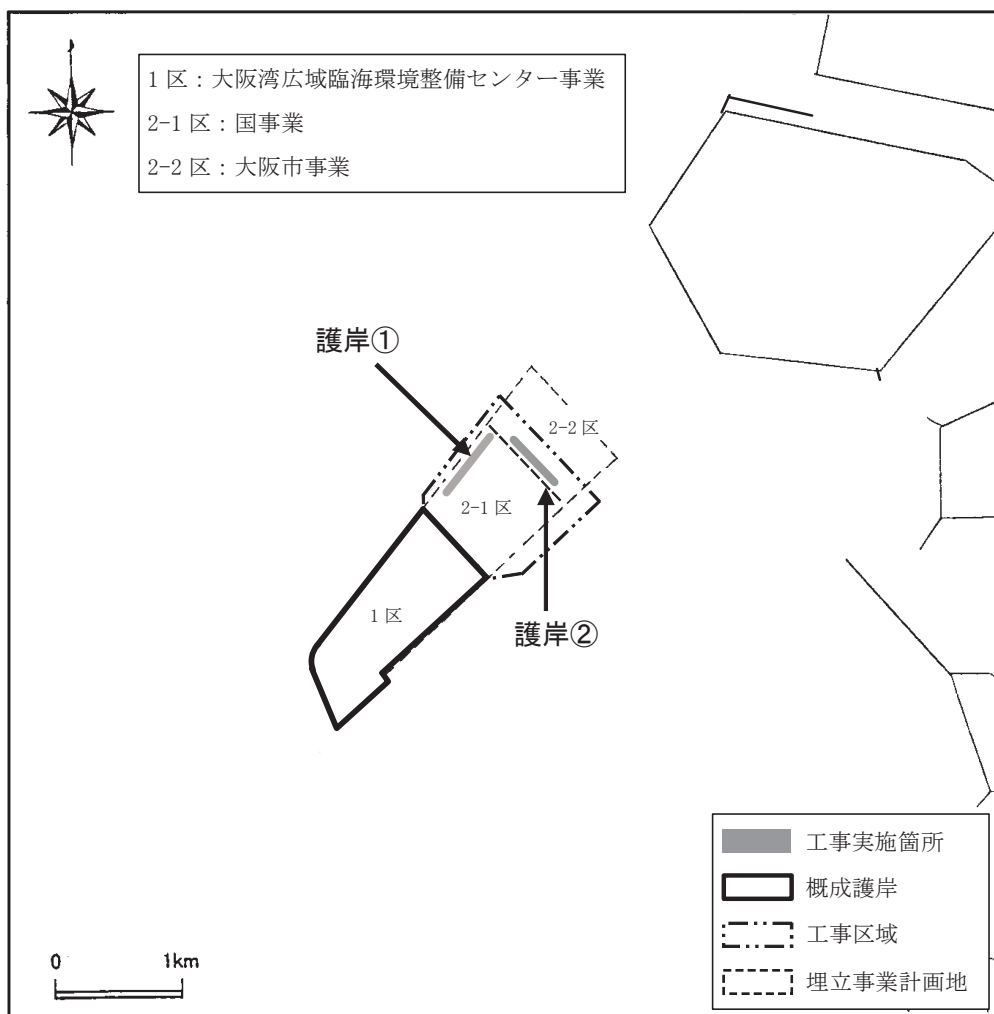 1 区：大阪湾広域臨海環境整備センター事業
2-1 区：国事業
2-2 区：大阪市事業
護岸①
2-2 区
2-1 区
護岸②
1 区
工事実施箇所
概成護岸
工事区域
埋立事業計画地
0 1km